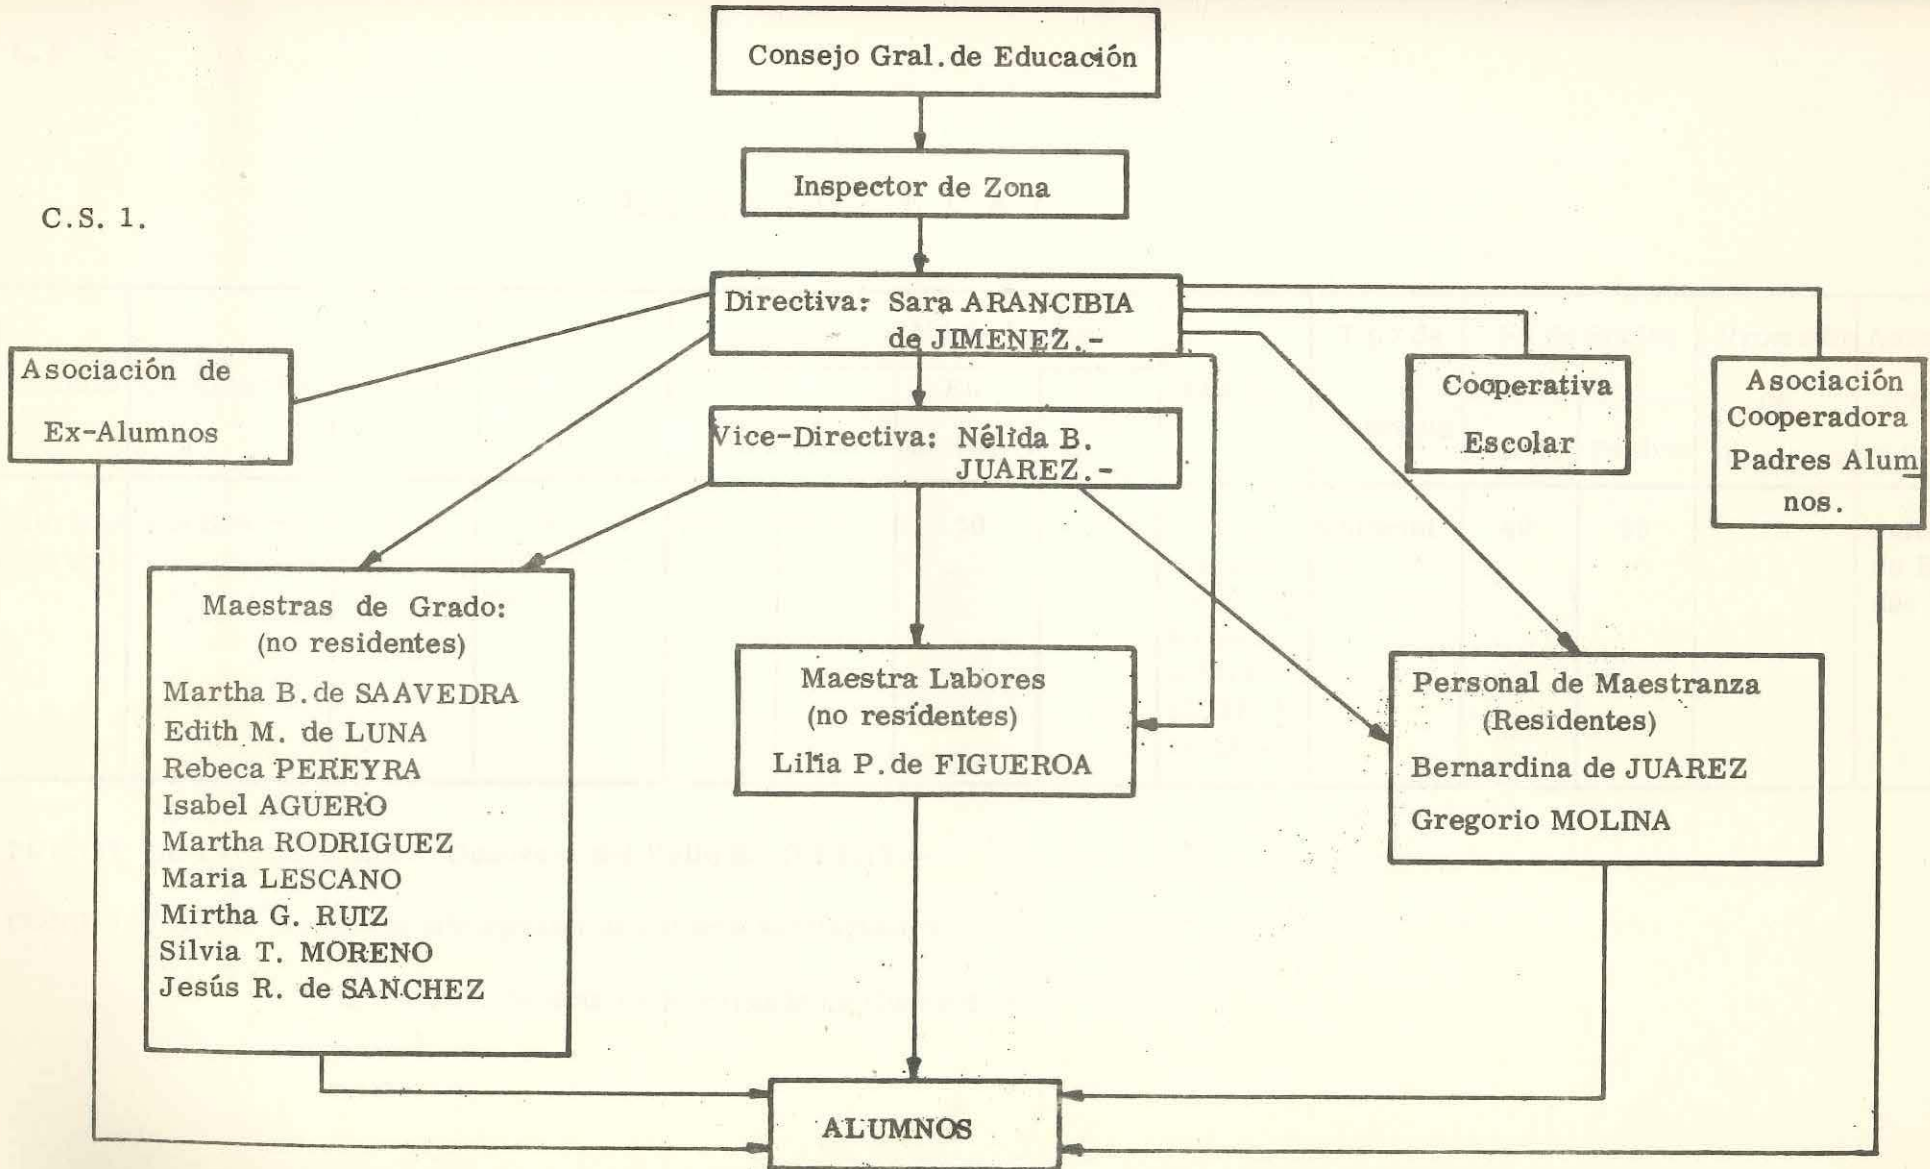 Consejo Gral. de Educación
Inspector de Zona
C.S. 1.
Directiva: Sara ARANCIBIA
de JIMENEZ.-
Asociación de
Ex-Alumnos
Vice-Directiva: Nélida B.
JUAREZ.-
Cooperativa
Escolar
Asociación
Cooperadora
Padres Alum
nos.
Maestras de Grado:
(no residentes)
Martha B. de SAAVEDRA
Edith M. de LUNA
Rebeca PEREYRA
Isabel AGUERO
Martha RODRIGUEZ
Maria LESCANO
Mirtha G. RUIZ
Silvia T. MORENO
Jesús R. de SANCHEZ
Maestra Labores
(no residentes)
Lilia P. de FIGUEROA
Personal de Maestranza
(Residentes)
Bernardina de JUAREZ
Gregorio MOLINA
ALUMNOS